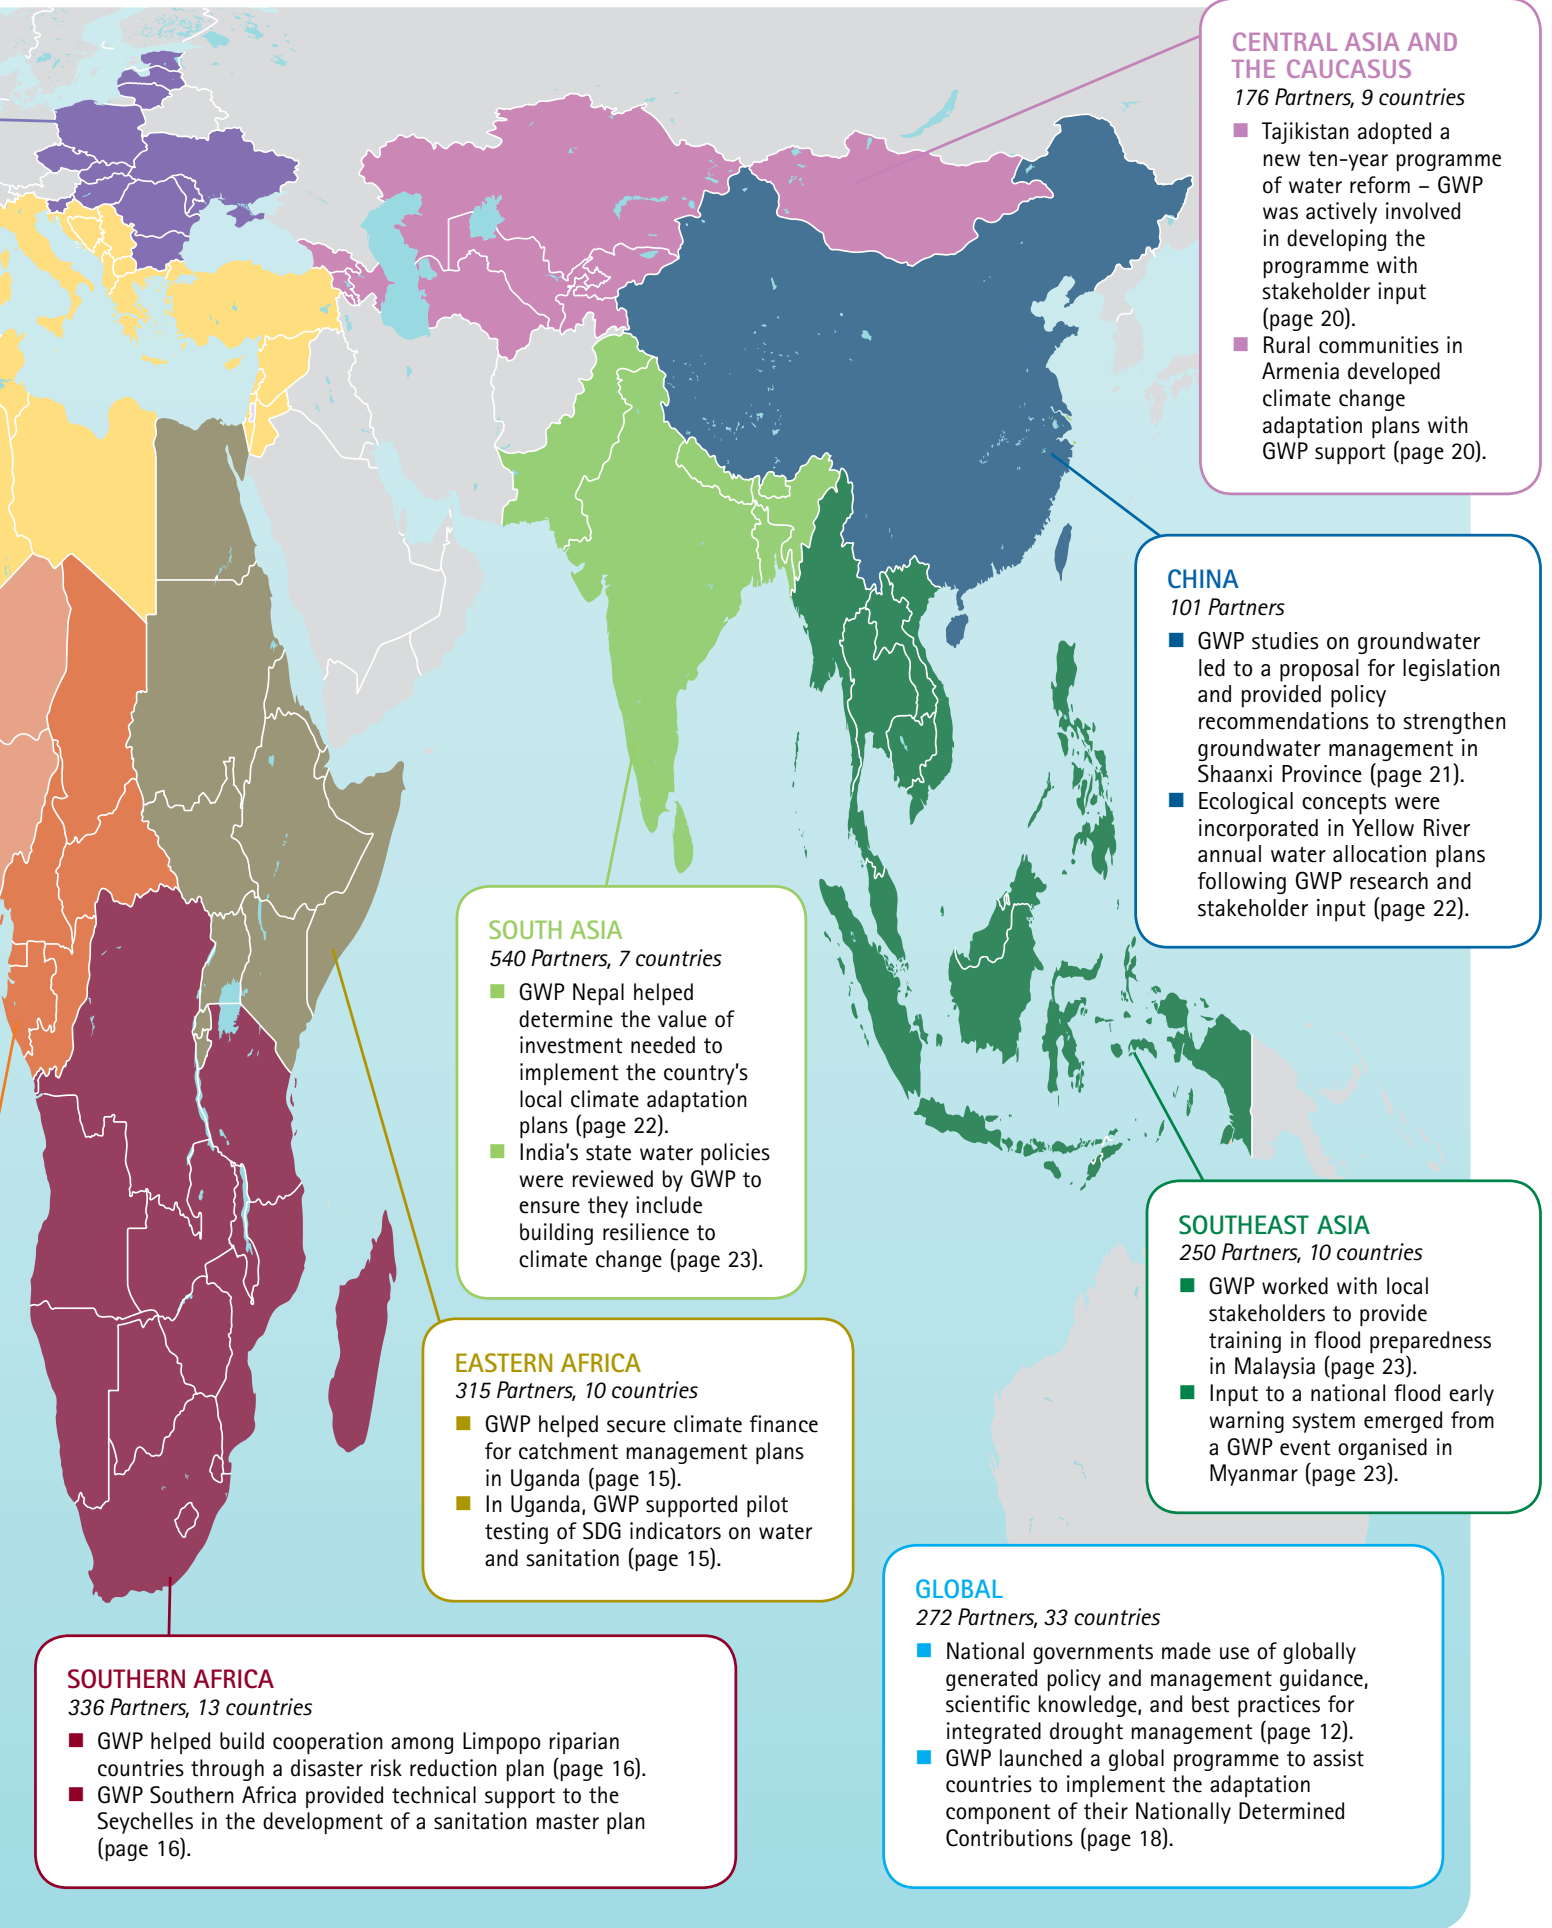 CENTRAL ASIA AND
THE CAUCASUS
176 Partners, 9 countries
■ Tajikistan adopted a
new ten-year programme
of water reform – GWP
was actively involved
in developing the
programme with
stakeholder input
(page 20).
■ Rural communities in
Armenia developed
climate change
adaptation plans with
GWP support (page 20).
CHINA
101 Partners
■ GWP studies on groundwater
led to a proposal for legislation
and provided policy
recommendations to strengthen
groundwater management in
Shaanxi Province (page 21).
■ Ecological concepts were
incorporated in Yellow River
annual water allocation plans
following GWP research and
stakeholder input (page 22).
SOUTH ASIA
540 Partners, 7 countries
■ GWP Nepal helped
determine the value of
investment needed to
implement the country's
local climate adaptation
plans (page 22).
■ India's state water policies
were reviewed by GWP to
ensure they include
building resilience to
climate change (page 23).
SOUTHEAST ASIA
250 Partners, 10 countries
■ GWP worked with local
stakeholders to provide
training in flood preparedness
in Malaysia (page 23).
■ Input to a national flood early
warning system emerged from
a GWP event organised in
Myanmar (page 23).
EASTERN AFRICA
315 Partners, 10 countries
■ GWP helped secure climate finance
for catchment management plans
in Uganda (page 15).
■ In Uganda, GWP supported pilot
testing of SDG indicators on water
and sanitation (page 15).
GLOBAL
272 Partners, 33 countries
■ National governments made use of globally
generated policy and management guidance,
scientific knowledge, and best practices for
integrated drought management (page 12).
■ GWP launched a global programme to assist
countries to implement the adaptation
component of their Nationally Determined
Contributions (page 18).
SOUTHERN AFRICA
336 Partners, 13 countries
■ GWP helped build cooperation among Limpopo riparian
countries through a disaster risk reduction plan (page 16).
■ GWP Southern Africa provided technical support to the
Seychelles in the development of a sanitation master plan
(page 16).